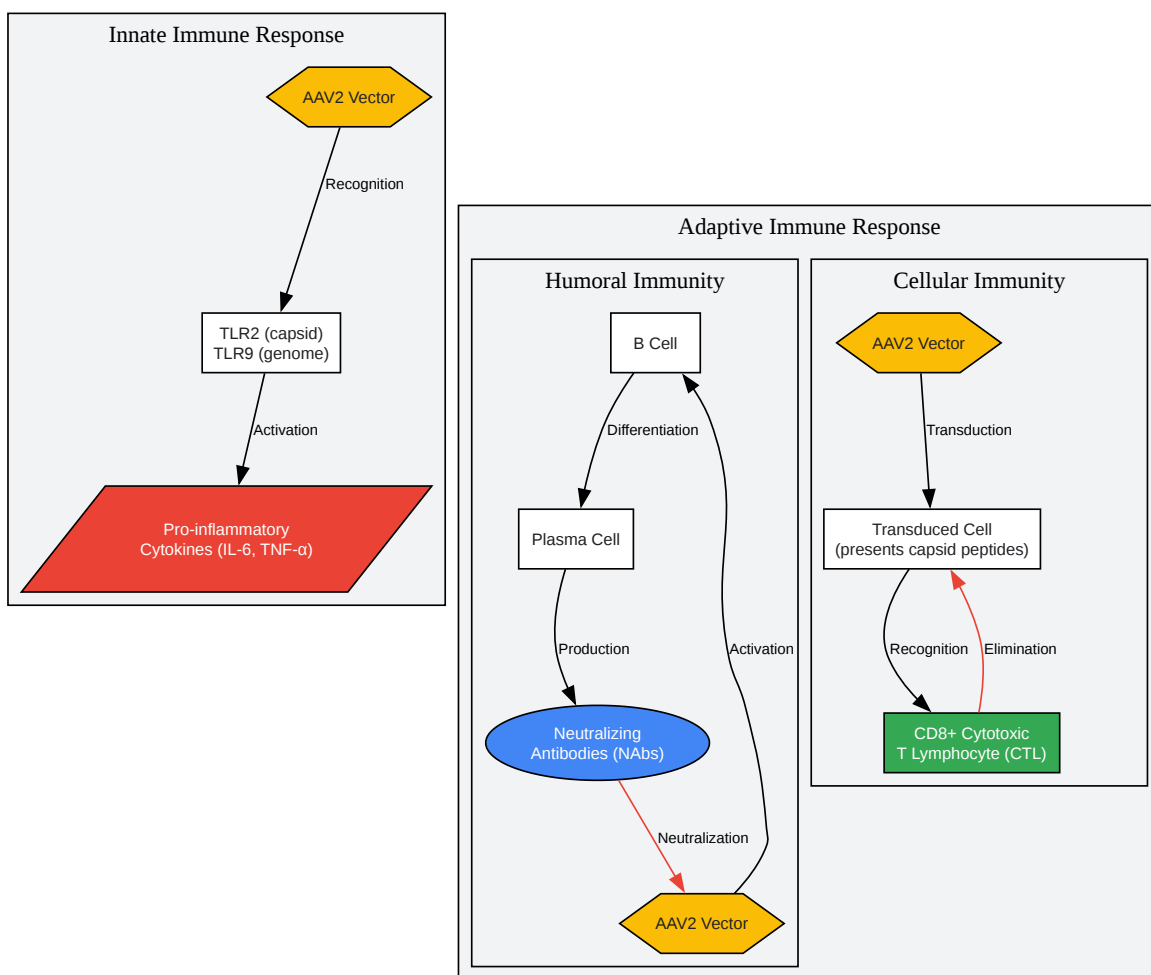 Innate Immune Response
AAV2 Vector
Recognition
TLR2 (capsid)
TLR9 (genome)
Activation
Pro-inflammatory
Cytokines (IL-6, TNF-α)
Adaptive Immune Response
Humoral Immunity
B Cell
Differentiation
Plasma Cell
Production
Activation
Neutralizing
Antibodies (NAbs)
Neutralization
AAV2 Vector
Cellular Immunity
AAV2 Vector
Transduction
Transduced Cell
(presents capsid peptides)
Recognition
Elimination
CD8+ Cytotoxic
T Lymphocyte (CTL)